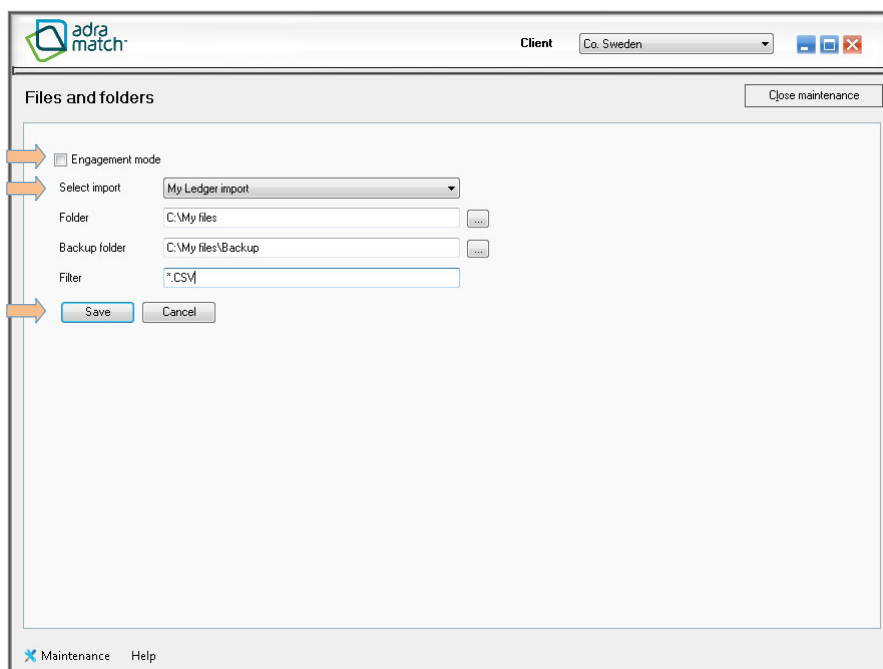 adra
match™
Client Co. Sweden
Files and folders
Close maintenance
Engagement mode
Select import My Ledger import
Folder C:\My files ...
Backup folder C:\My files\Backup ...
Filter *.CSV
Save Cancel
Maintenance Help